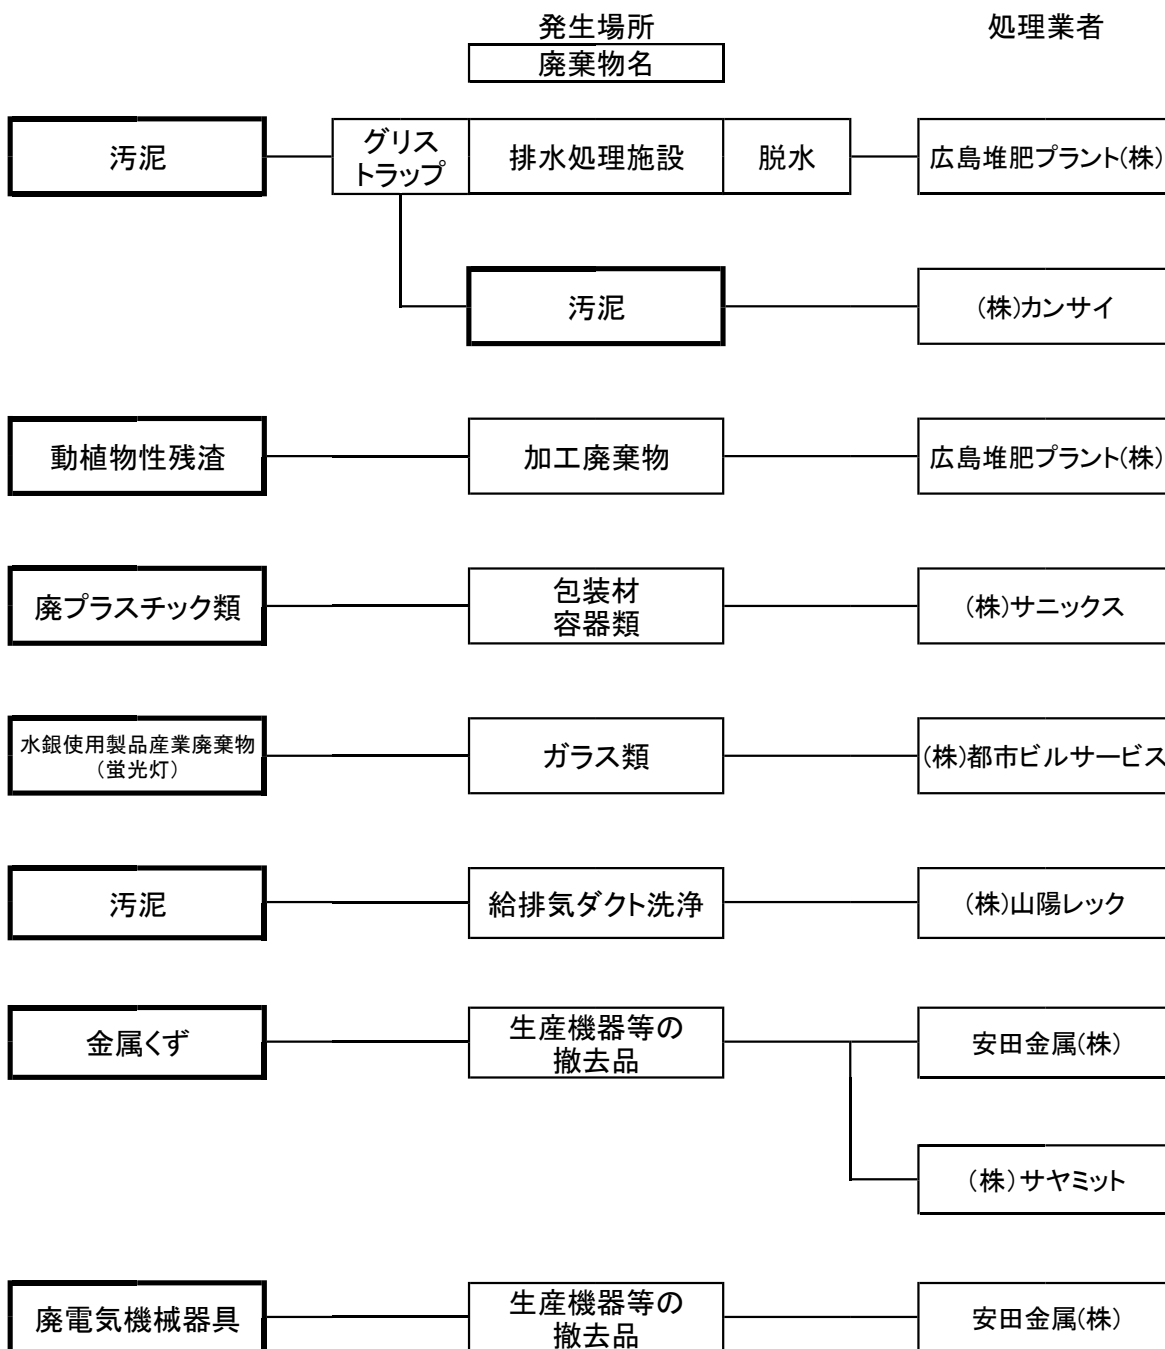 発生場所
処理業者
廃棄物名
汚泥
グリス
トラップ
排水処理施設
脱水
広島堆肥プラント(株)
汚泥
(株)カンサイ
動植物性残渣
加工廃棄物
広島堆肥プラント(株)
廃プラスチック類
包装材
容器類
(株)サニックス
水銀使用製品産業廃棄物
(蛍光灯)
ガラス類
(株)都市ビルサービス
汚泥
給排気ダクト洗浄
(株)山陽レック
金属くず
生産機器等の
撤去品
安田金属(株)
(株)サヤミット
廃電気機械器具
生産機器等の
撤去品
安田金属(株)